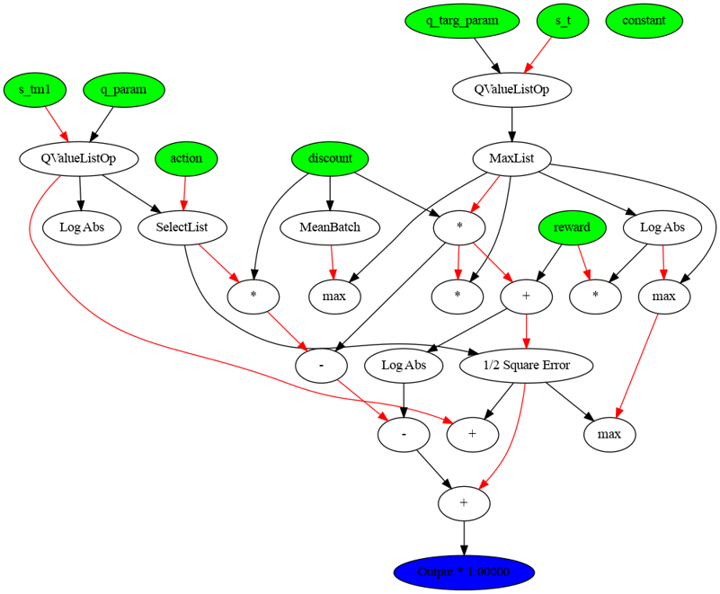 q_targ_param
s_t
constant
s_tm1
q_param
QValueListOp
QValueListOp
action
discount
MaxList
Log Abs
SelectList
MeanBatch
*
reward
Log Abs
*
max
*
+
*
max
-
Log Abs
1/2 Square Error
-
+
max
+
Output * 1.00000